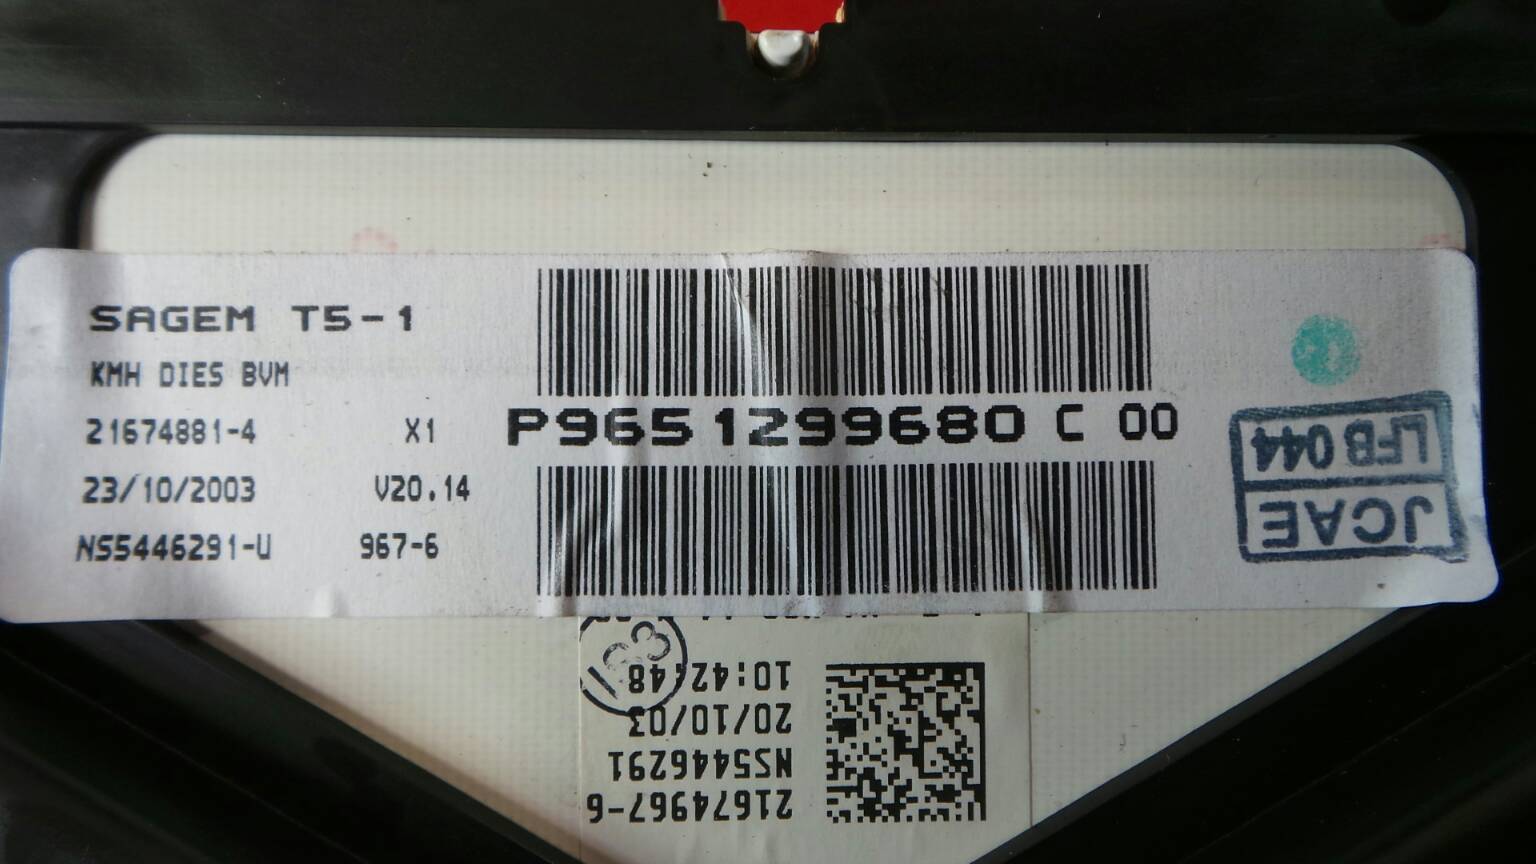 SAGEM T5-1
KMH DIES BVM
21674881-4 X1
23/10/2003 V20.14
NS5446291-U 967-6
P9651299680 C 00
JCAE
LFB 044
21674967-6
NS5446291
20/10/03
10:42:48